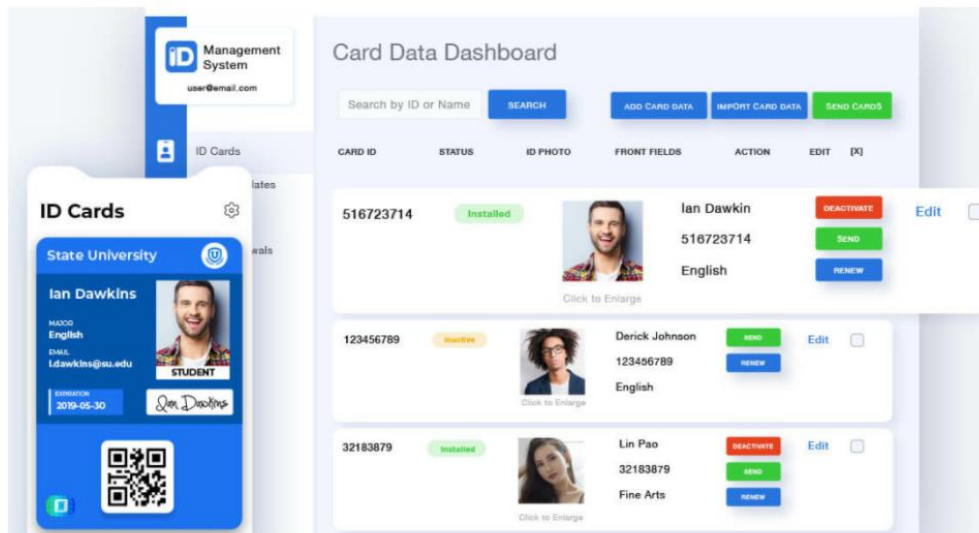 iD Management
System
user@email.com
ID Cards
lates
wals
Card Data Dashboard
Search by ID or Name
SEARCH
ADD CARD DATA
IMPORT CARD DATA
SEND CARDS
CARD ID STATUS ID PHOTO FRONT FIELDS ACTION EDIT [X]
516723714 Installed Ian Dawkin DEACTIVATE Edit
516723714 SEND
English RENEW
Click to Enlarge
123456789 Inactive Derick Johnson SEND Edit
123456789 RENEW
English
Click to Enlarge
32183879 Installed Lin Pao DEACTIVATE Edit
32183879 SEND
Fine Arts RENEW
Click to Enlarge
ID Cards
State University
Ian Dawkins
MAJOR
English
EMAIL
I.dawkins@su.edu
STUDENT
EXPIRATION
2019-05-30
Ian Dawkins